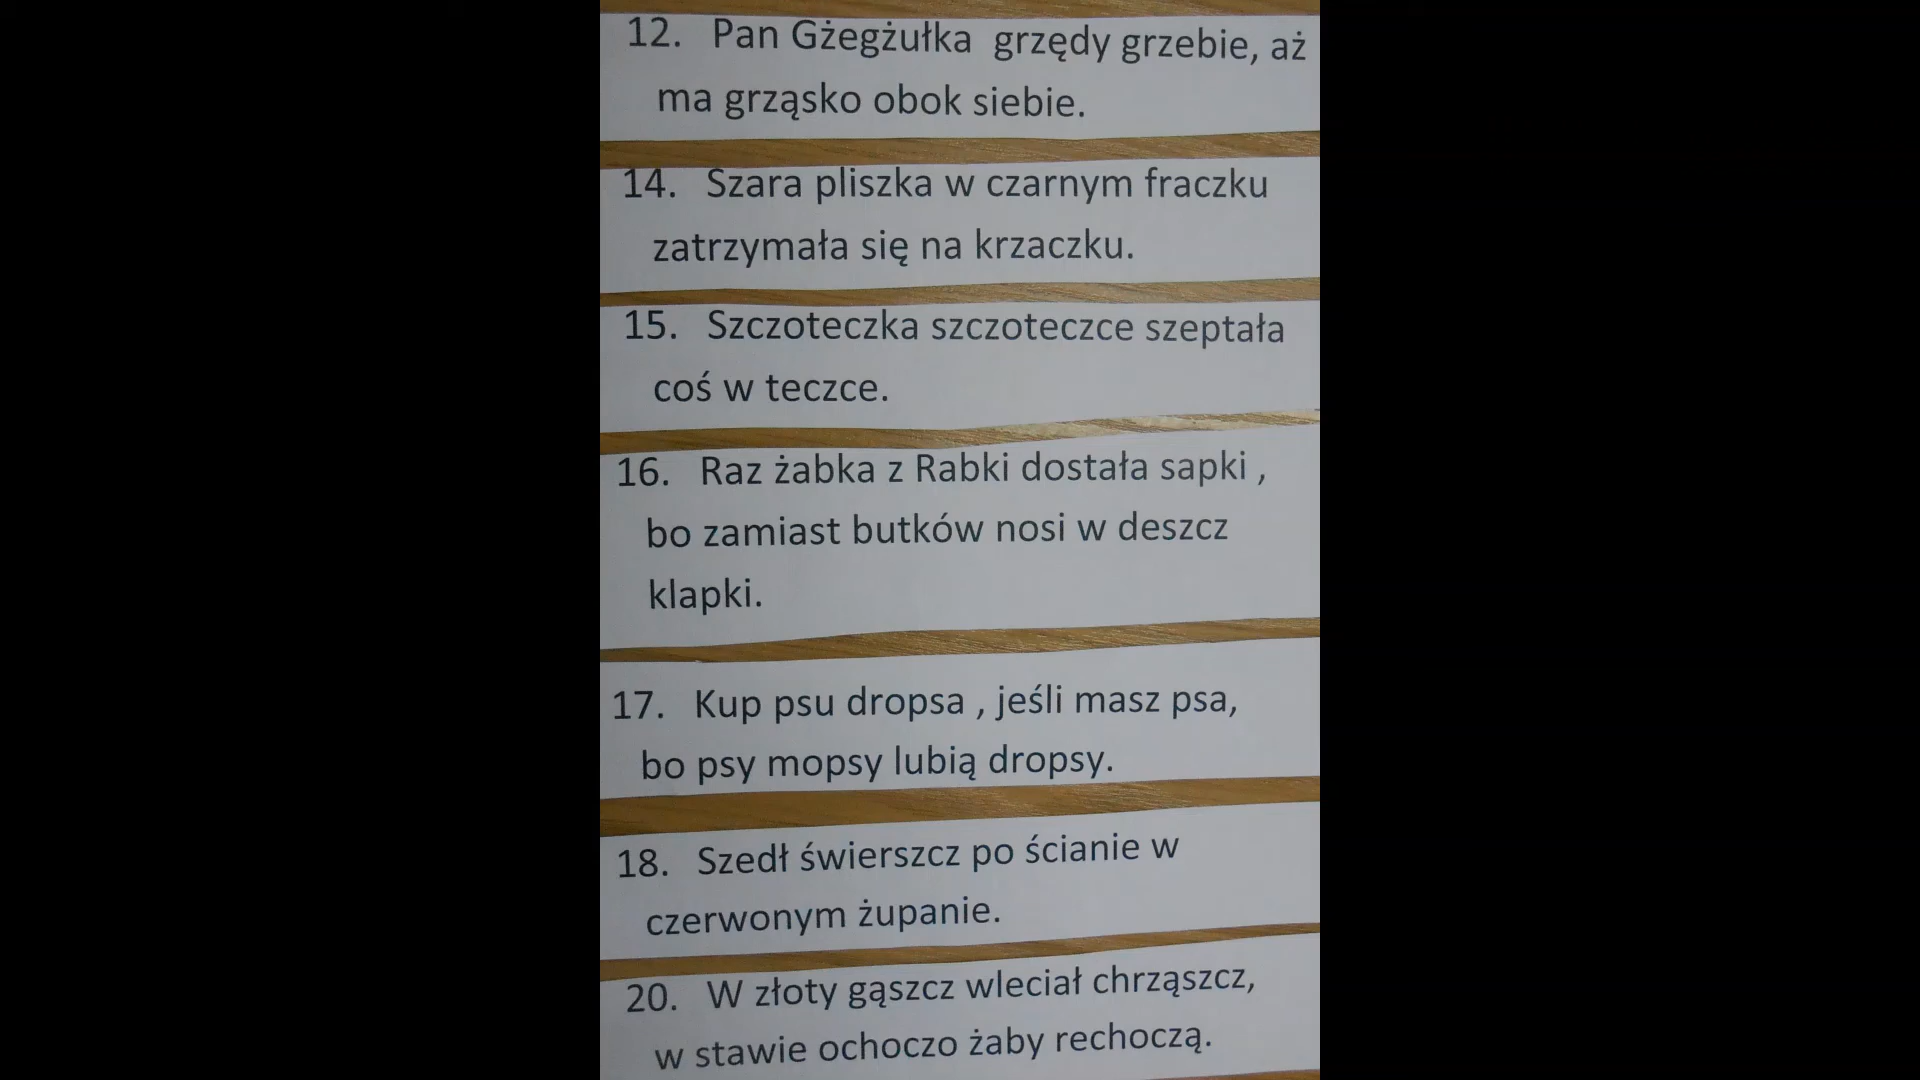 12. Pan Gżegżułka grzędy grzebie, aż
ma grząsko obok siebie.
14. Szara pliszka w czarnym fraczku
zatrzymała się na krzaczku.
15. Szczoteczka szczoteczce szeptała
coś w teczce.
16. Raz żabka z Rabki dostała sapki ,
bo zamiast butków nosi w deszcz
klapki.
17. Kup psu dropsa , jeśli masz psa,
bo psy mopsy lubią dropsy.
18. Szedł świerszcz po ścianie w
czerwonym żupanie.
20. W złoty gąszcz wleciał chrząszcz,
w stawie ochoczo żaby rechoczą.